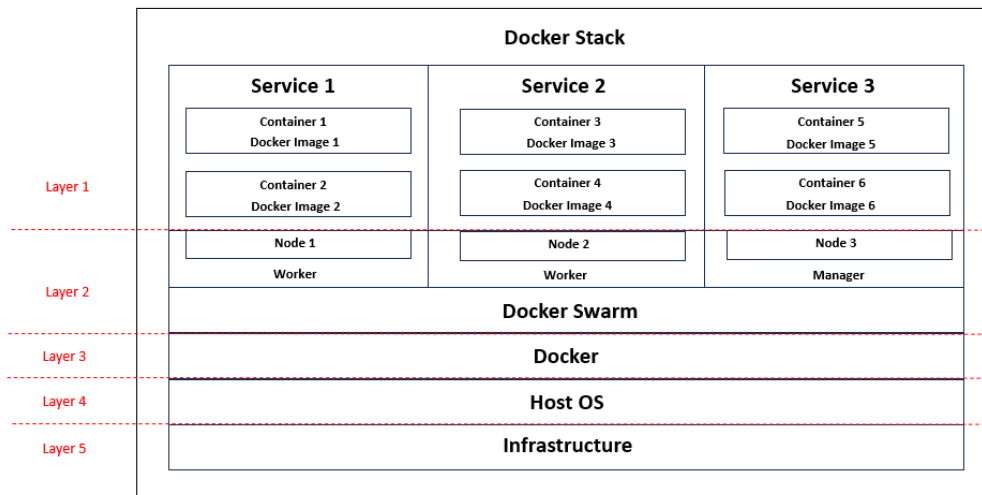 Docker Stack
Service 1
Service 2
Service 3
Container 1
Docker Image 1
Container 3
Docker Image 3
Container 5
Docker Image 5
Layer 1
Container 2
Docker Image 2
Container 4
Docker Image 4
Container 6
Docker Image 6
Node 1
Node 2
Node 3
Worker
Worker
Manager
Layer 2
Docker Swarm
Layer 3
Docker
Layer 4
Host OS
Layer 5
Infrastructure